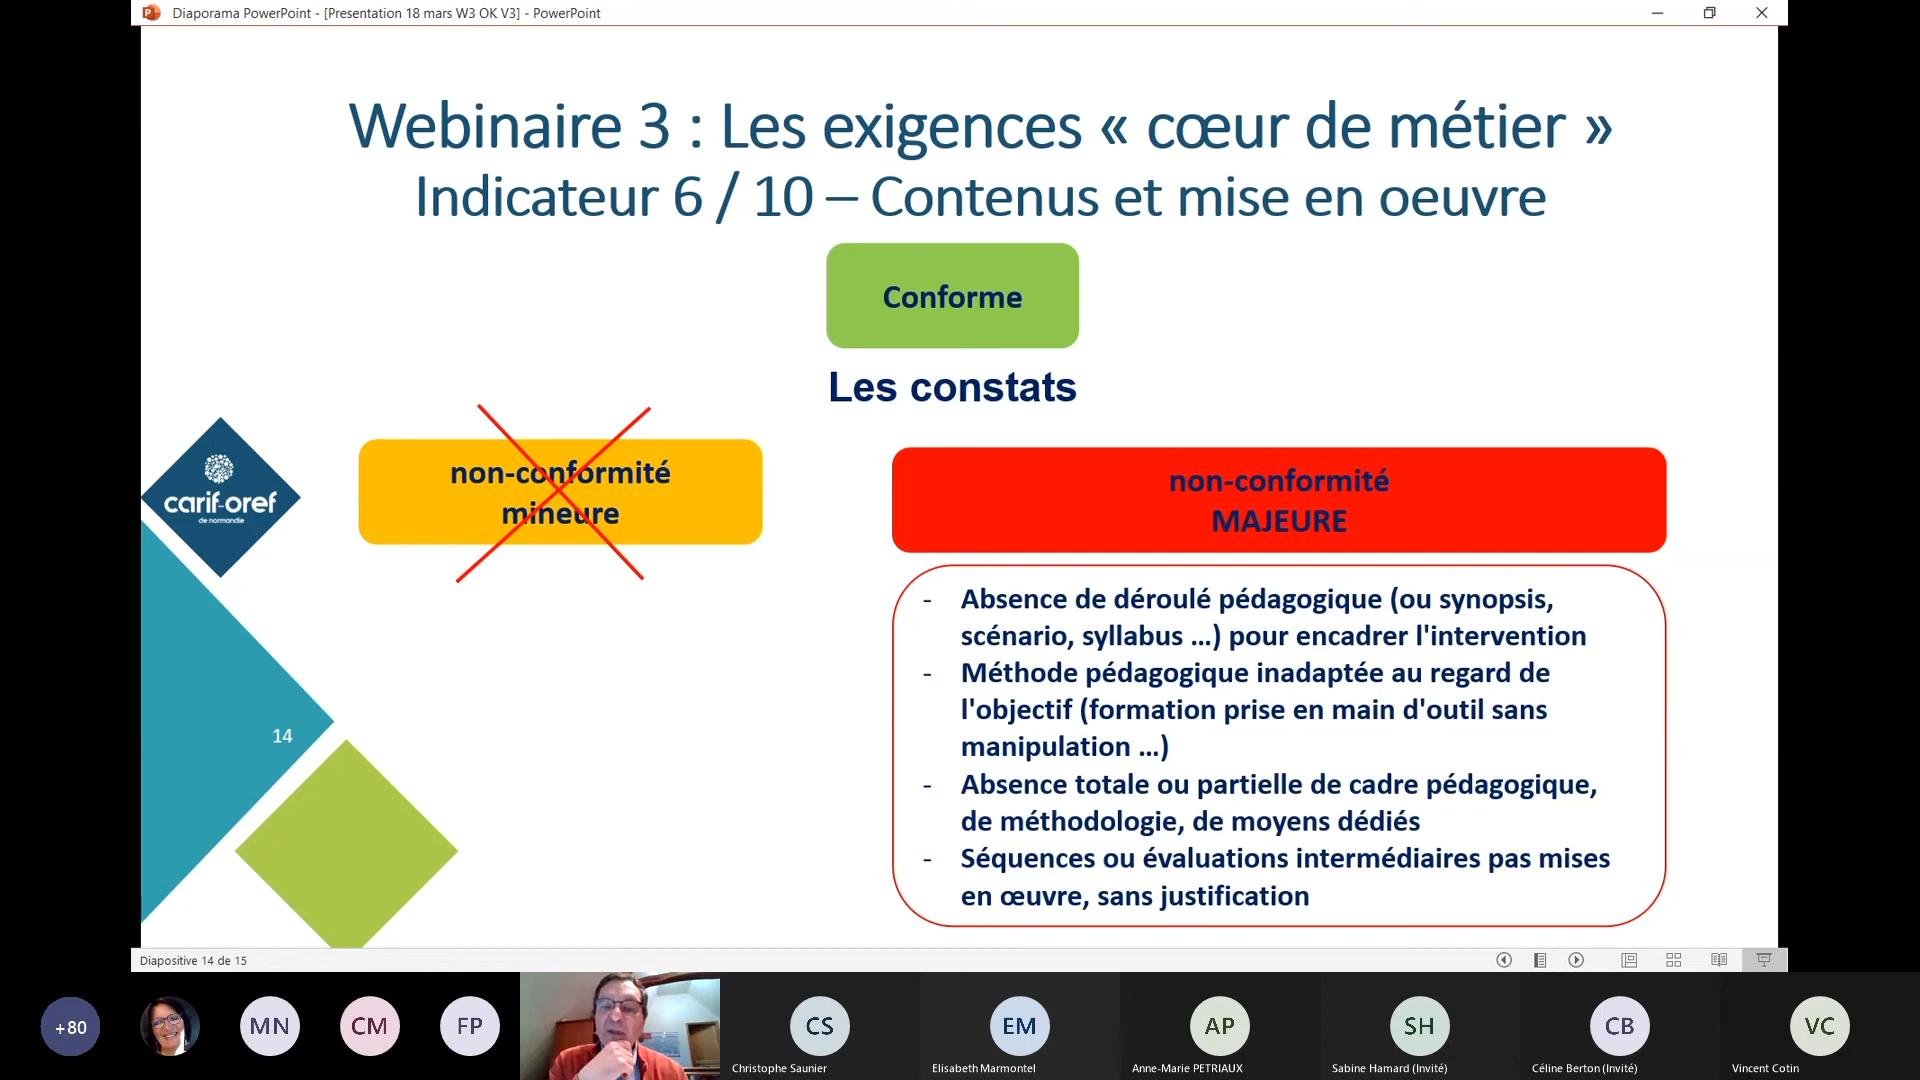 Diaporama PowerPoint - [Presentation 18 mars W3 OK V3] - PowerPoint
Webinaire 3 : Les exigences « cœur de métier »
Indicateur 6 / 10 – Contenus et mise en oeuvre
Conforme
Les constats
non-conformité
mineure
non-conformité
MAJEURE
carif-oref
de normandie
- Absence de déroulé pédagogique (ou synopsis,
scénario, syllabus ...) pour encadrer l'intervention
- Méthode pédagogique inadaptée au regard de
l'objectif (formation prise en main d'outil sans
manipulation ...)
- Absence totale ou partielle de cadre pédagogique,
de méthodologie, de moyens dédiés
- Séquences ou évaluations intermédiaires pas mises
en œuvre, sans justification
14
Diapositive 14 de 15
+80
MN
CM
FP
CS
EM
AP
SH
CB
VC
Christophe Saunier
Elisabeth Marmontel
Anne-Marie PETRIAUX
Sabine Hamard (Invité)
Céline Berton (Invité)
Vincent Cotin